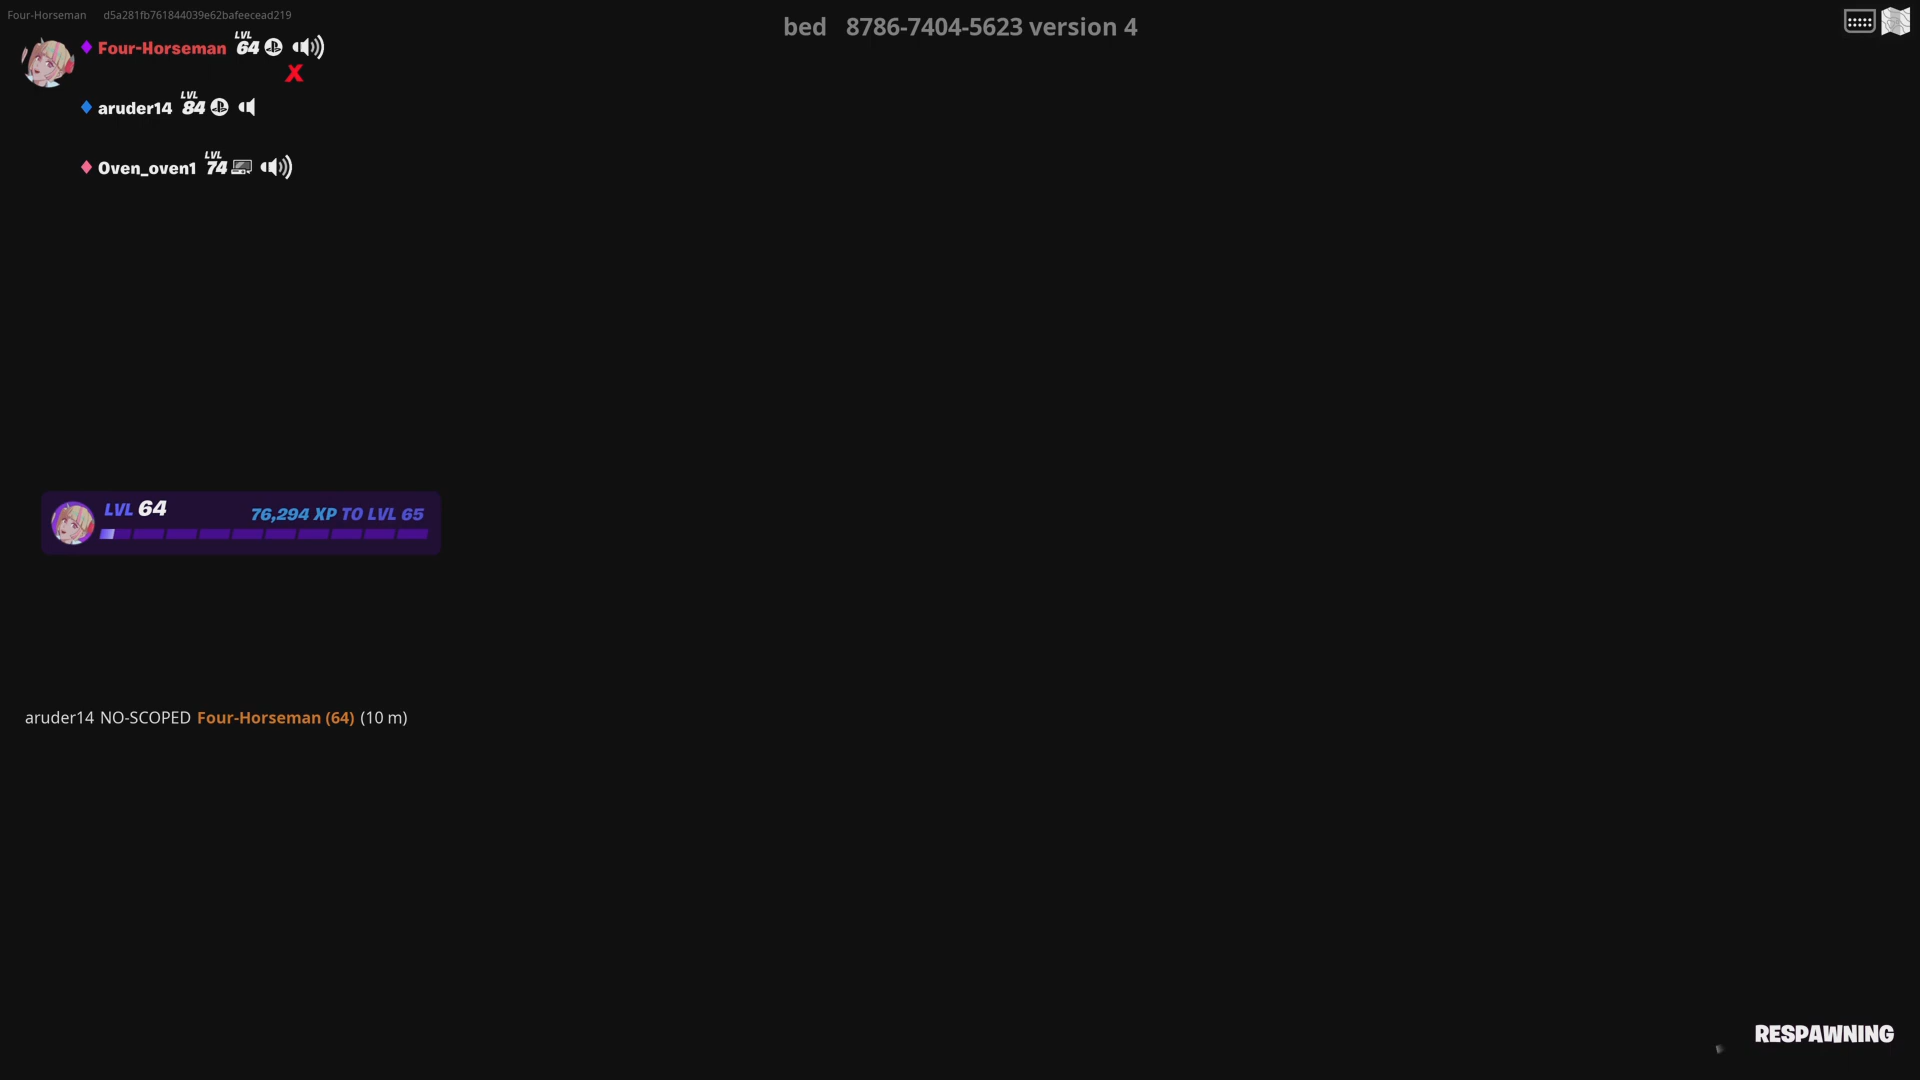 Four-Horseman d5a281fb761844039e62bafeecead219
bed 8786-7404-5623 version 4
Four-Horseman LVL 64
X
aruder14 LVL 84
Oven_oven1 LVL 74
LVL 64 76,294 XP TO LVL 65
aruder14 NO-SCOPED Four-Horseman (64) (10 m)
RESPAWNING